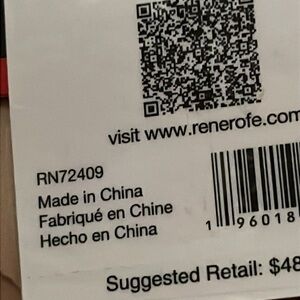 visit www.renerofe.com
RN72409
Made in China
Fabriqué en Chine
Hecho en China
1 96018
Suggested Retail: $48